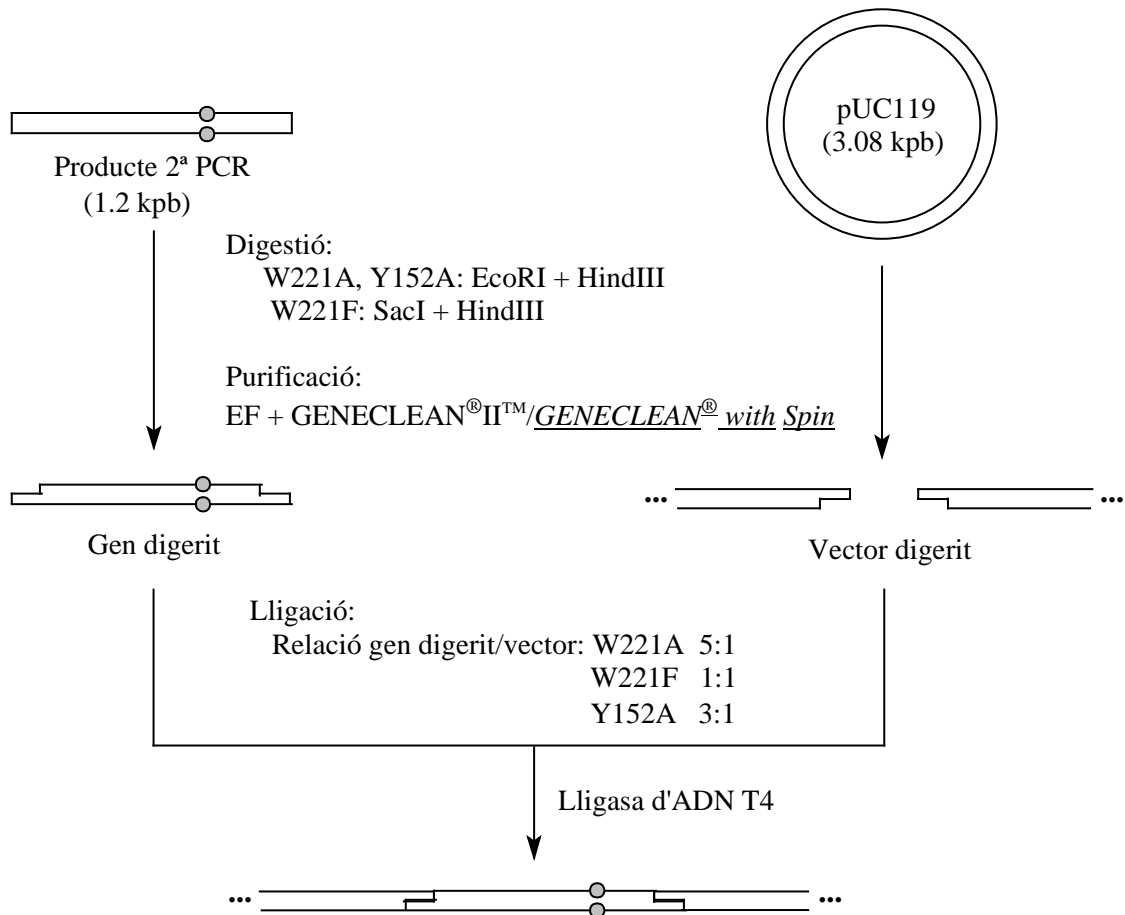 pUC119
(3.08 kpb)
Producte 2ª PCR
(1.2 kpb)
Digestió:
W221A, Y152A: EcoRI + HindIII
W221F: SacI + HindIII
Purificació:
EF + GENECLEAN®II™/GENECLEAN® with Spin
... ...
Gen digerit
Vector digerit
Lligació:
Relació gen digerit/vector: W221A 5:1
W221F 1:1
Y152A 3:1
Lligasa d'ADN T4
... ...